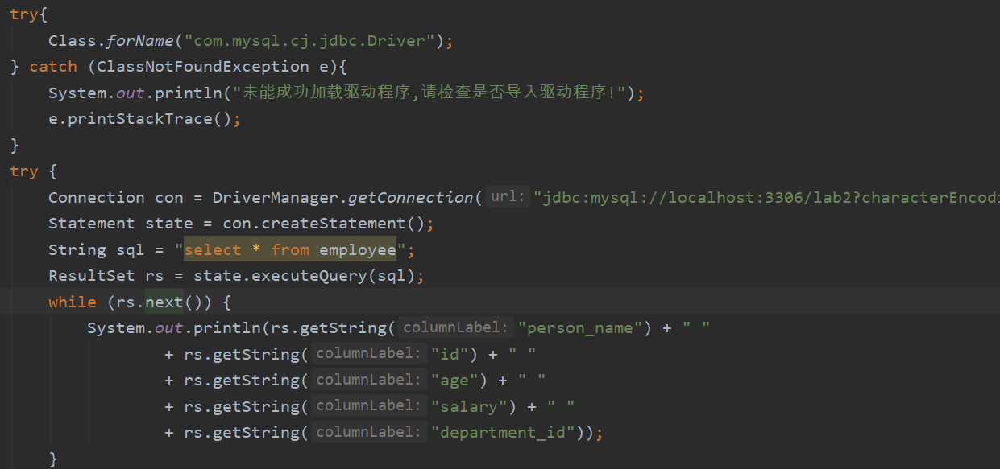 try{
Class.forName("com.mysql.cj.jdbc.Driver");
} catch (ClassNotFoundException e){
System.out.println("未能成功加载驱动程序,请检查是否导入驱动程序!");
e.printStackTrace();
}
try {
Connection con = DriverManager.getConnection( url: "jdbc:mysql://localhost:3306/lab2?characterEncodi
Statement state = con.createStatement();
String sql = "select * from employee";
ResultSet rs = state.executeQuery(sql);
while (rs.next()) {
System.out.println(rs.getString( columnLabel: "person_name") + " "
+ rs.getString( columnLabel: "id") + " "
+ rs.getString( columnLabel: "age") + " "
+ rs.getString( columnLabel: "salary") + " "
+ rs.getString( columnLabel: "department_id"));
}